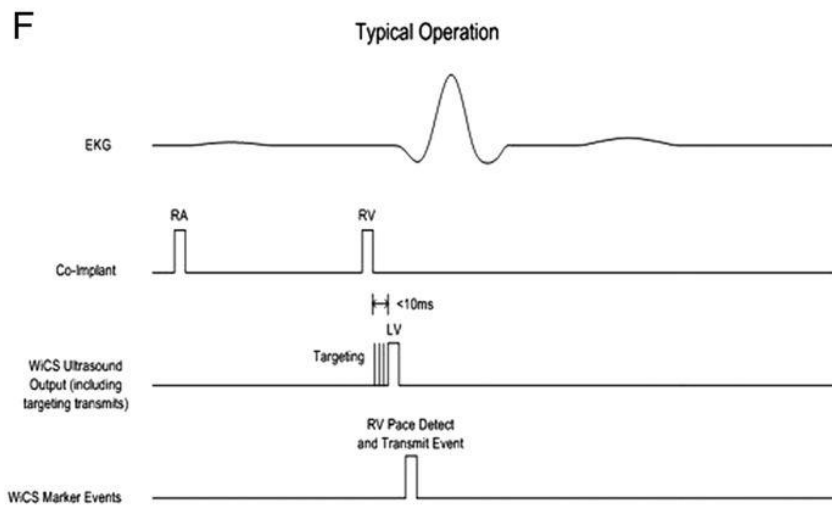 F
Typical Operation
EKG
RA
RV
Co-Implant
<10ms
LV
Targeting
WiCS Ultrasound
Output (including
targeting transmits)
RV Pace Detect
and Transmit Event
WiCS Marker Events